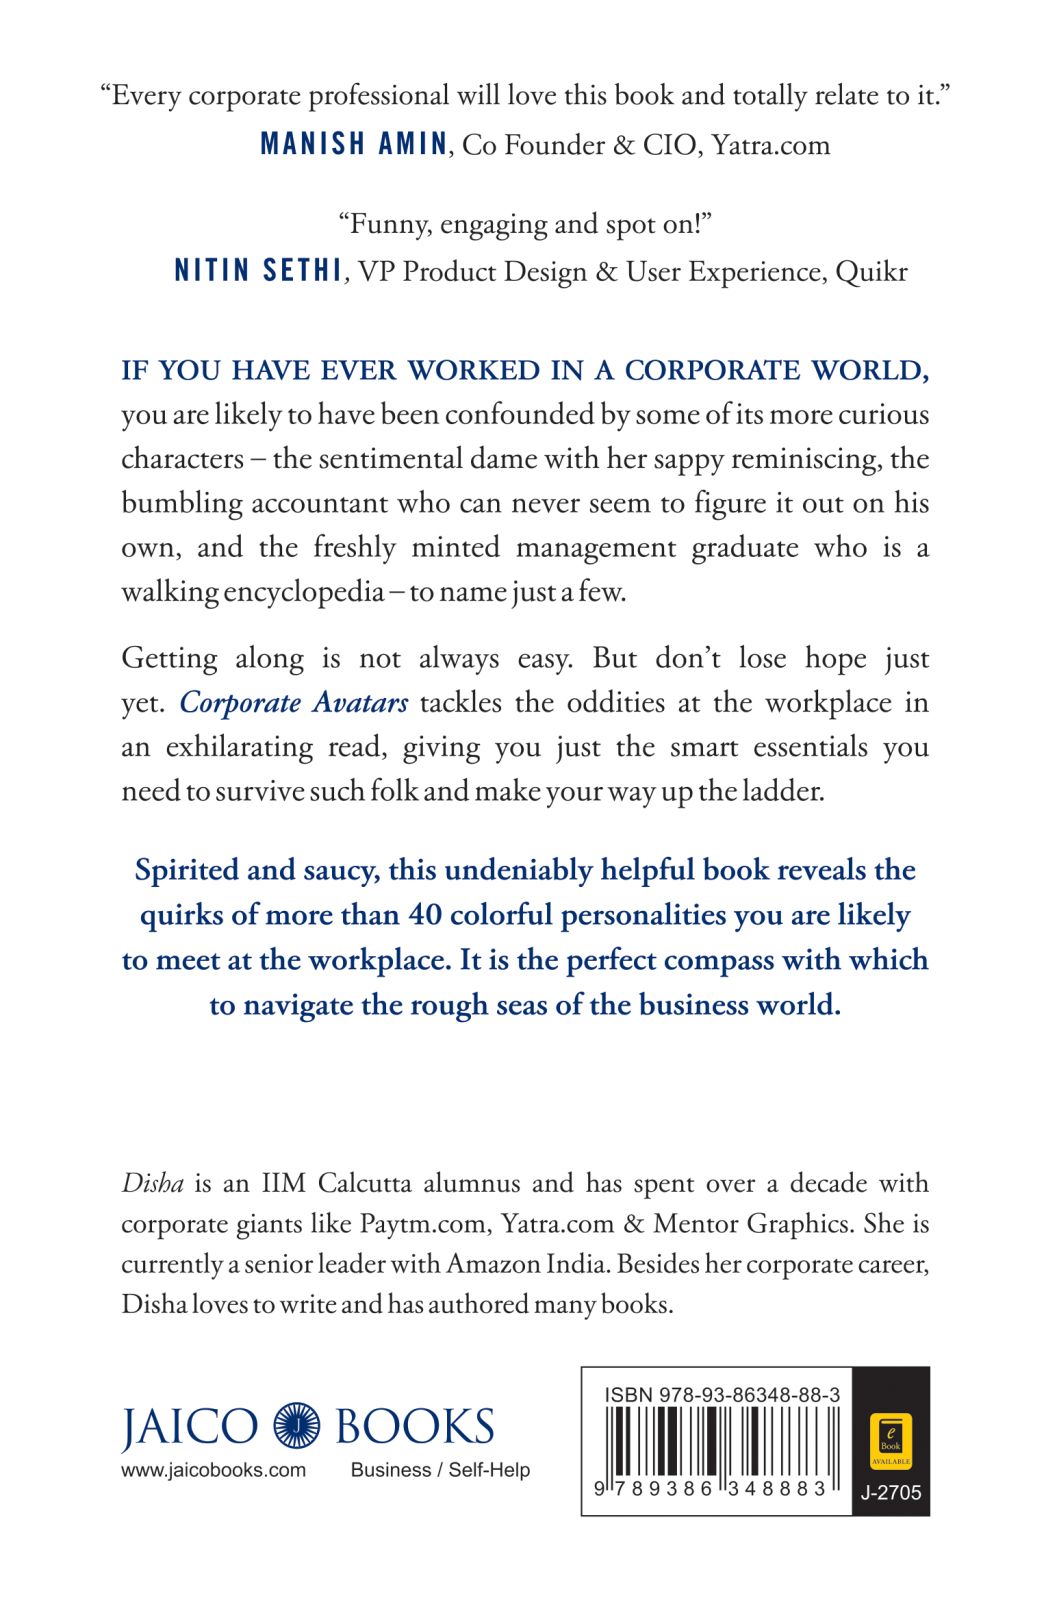 “Every corporate professional will love this book and totally relate to it.”
MANISH AMIN, Co Founder & CIO, Yatra.com
“Funny, engaging and spot on!”
NITIN SETHI, VP Product Design & User Experience, Quikr
IF YOU HAVE EVER WORKED IN A CORPORATE WORLD,
you are likely to have been confounded by some of its more curious
characters – the sentimental dame with her sappy reminiscing, the
bumbling accountant who can never seem to figure it out on his
own, and the freshly minted management graduate who is a
walking encyclopedia – to name just a few.
Getting along is not always easy. But don’t lose hope just
yet. Corporate Avatars tackles the oddities at the workplace in
an exhilarating read, giving you just the smart essentials you
need to survive such folk and make your way up the ladder.
Spirited and saucy, this undeniably helpful book reveals the
quirks of more than 40 colorful personalities you are likely
to meet at the workplace. It is the perfect compass with which
to navigate the rough seas of the business world.
Disha is an IIM Calcutta alumnus and has spent over a decade with
corporate giants like Paytm.com, Yatra.com & Mentor Graphics. She is
currently a senior leader with Amazon India. Besides her corporate career,
Disha loves to write and has authored many books.
JAICO J BOOKS
www.jaicobooks.com Business / Self-Help
ISBN 978-93-86348-88-3
9 789386 348883
e
Book
AVAILABLE
J-2705